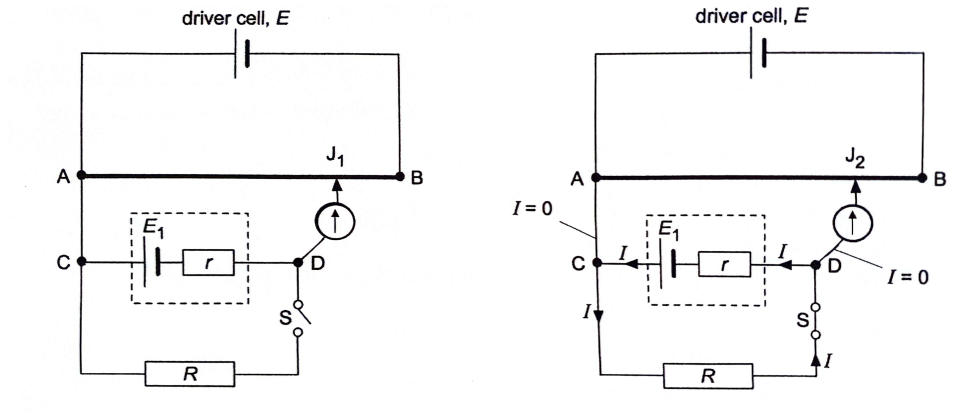 driver cell, E
J₁
A
B
E₁
r
C
D
S
R
driver cell, E
J₂
A
B
I = 0
E₁
I
r
I
C
D
I = 0
I
S
I
R